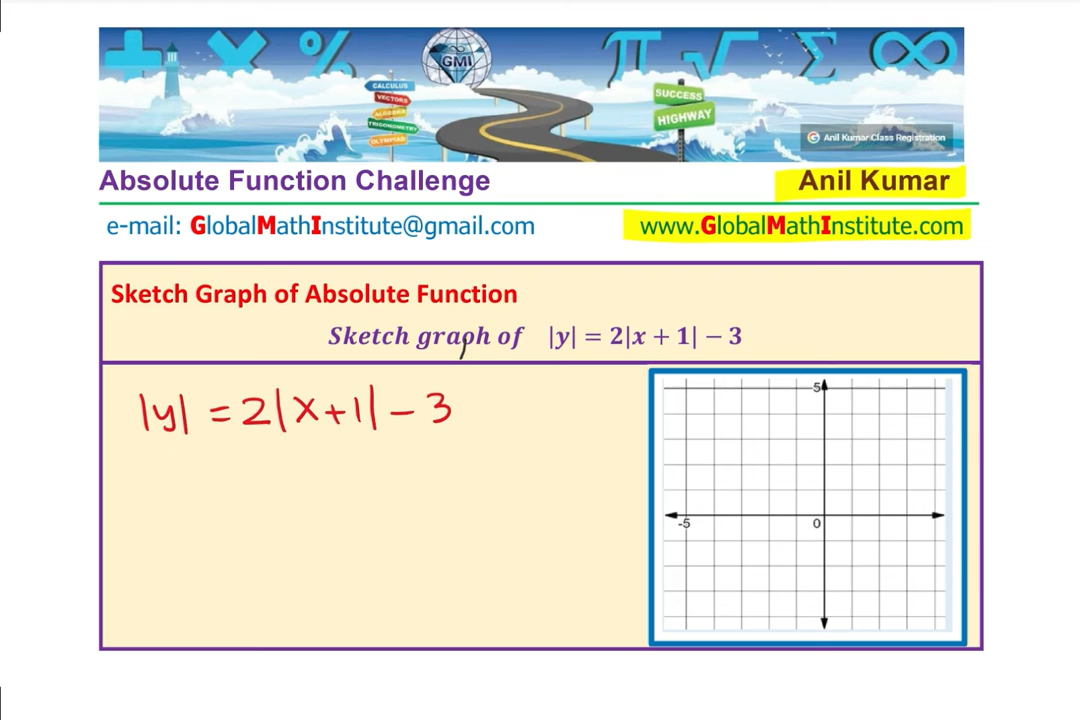 GMI
CALCULUS
VECTORS
ALGEBRA
TRIGONOMETRY
OLYMPIAD
SUCCESS
HIGHWAY
Anil Kumar Class Registration
Absolute Function Challenge
Anil Kumar
e-mail: GlobalMathInstitute@gmail.com
www.GlobalMathInstitute.com
Sketch Graph of Absolute Function
Sketch graph of |y| = 2|x + 1| − 3
|y| = 2|x+1| − 3
5
-5
0